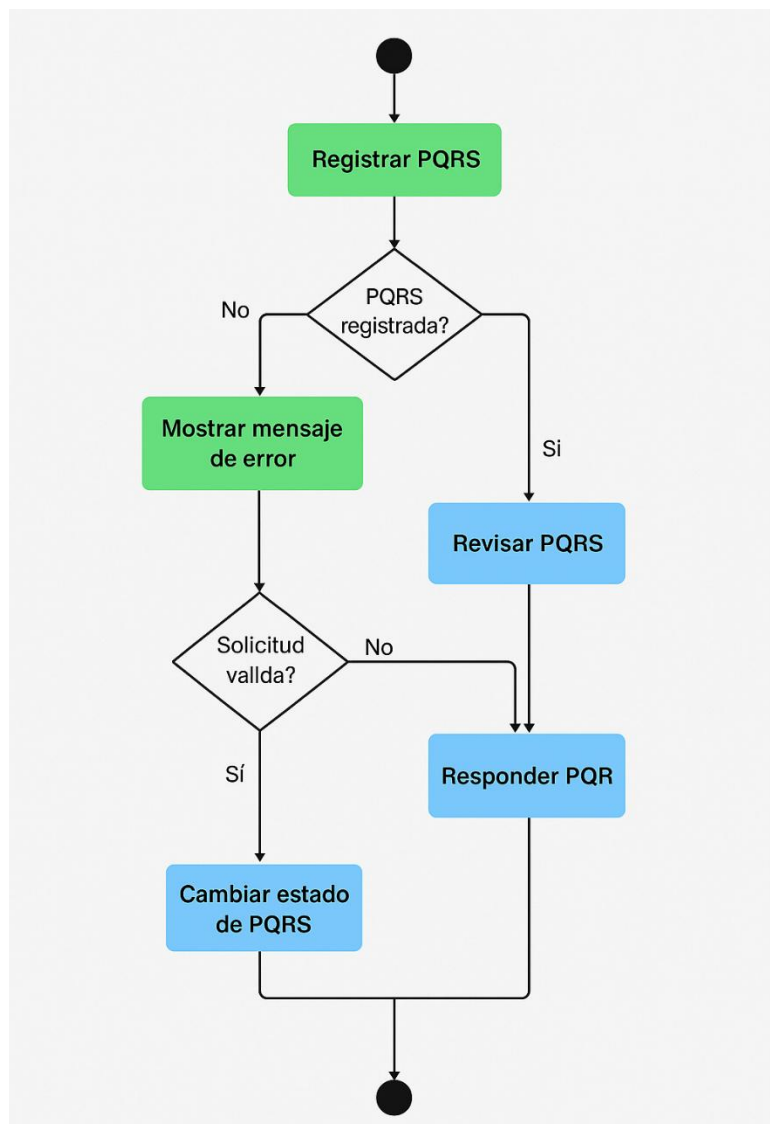 Registrar PQRS
PQRS
registrada?
No
Si
Mostrar mensaje
de error
Revisar PQRS
Solicitud
vallda?
No
Sí
Responder PQR
Cambiar estado
de PQRS